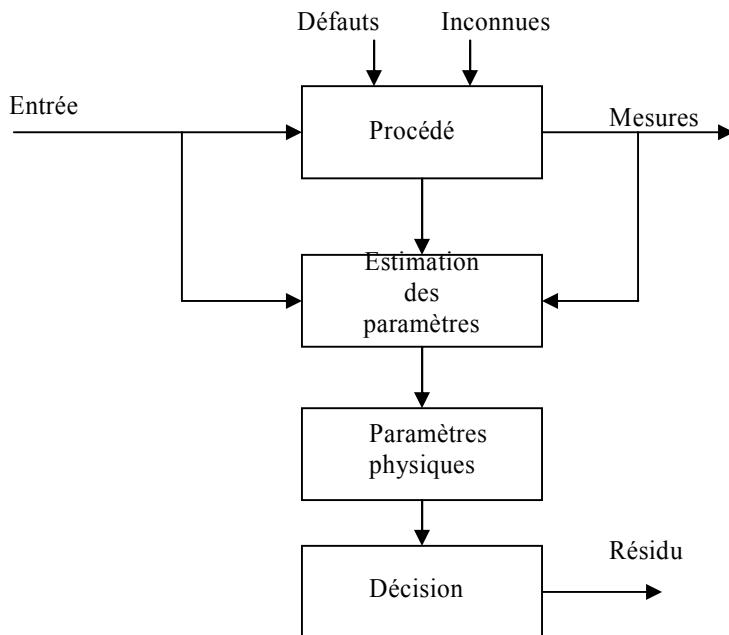 Défauts
Inconnues
Entrée
Procédé
Mesures
Estimation
des
paramètres
Paramètres
physiques
Résidu
Décision